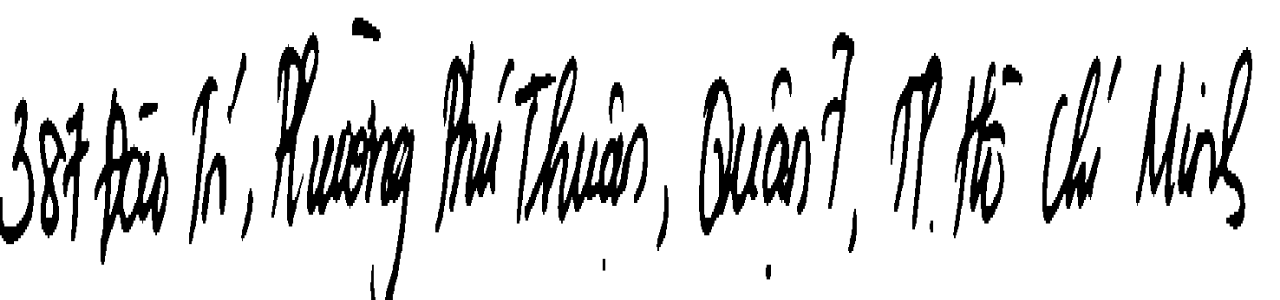 387 Đào Trí, Phường Phú Thuận, Quận 7, TP. Hồ Chí Minh